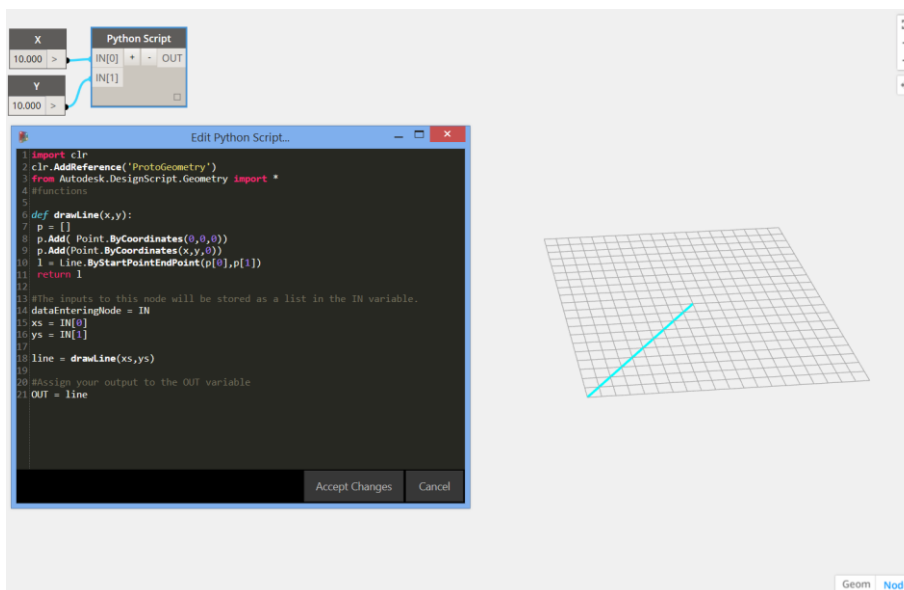 X
10.000 >
Y
10.000 >
Python Script
IN[0] + - OUT
IN[1]
Edit Python Script...
1 import clr
2 clr.AddReference('ProtoGeometry')
3 from Autodesk.DesignScript.Geometry import *
4 #functions
5
6 def drawLine(x,y):
7 p = []
8 p.Add( Point.ByCoordinates(0,0,0))
9 p.Add(Point.ByCoordinates(x,y,0))
10 l = Line.ByStartPointEndPoint(p[0],p[1])
11 return l
12
13 #The inputs to this node will be stored as a list in the IN variable.
14 dataEnteringNode = IN
15 xs = IN[0]
16 ys = IN[1]
17
18 line = drawLine(xs,ys)
19
20 #Assign your output to the OUT variable
21 OUT = line
Accept Changes Cancel
Geom Nod